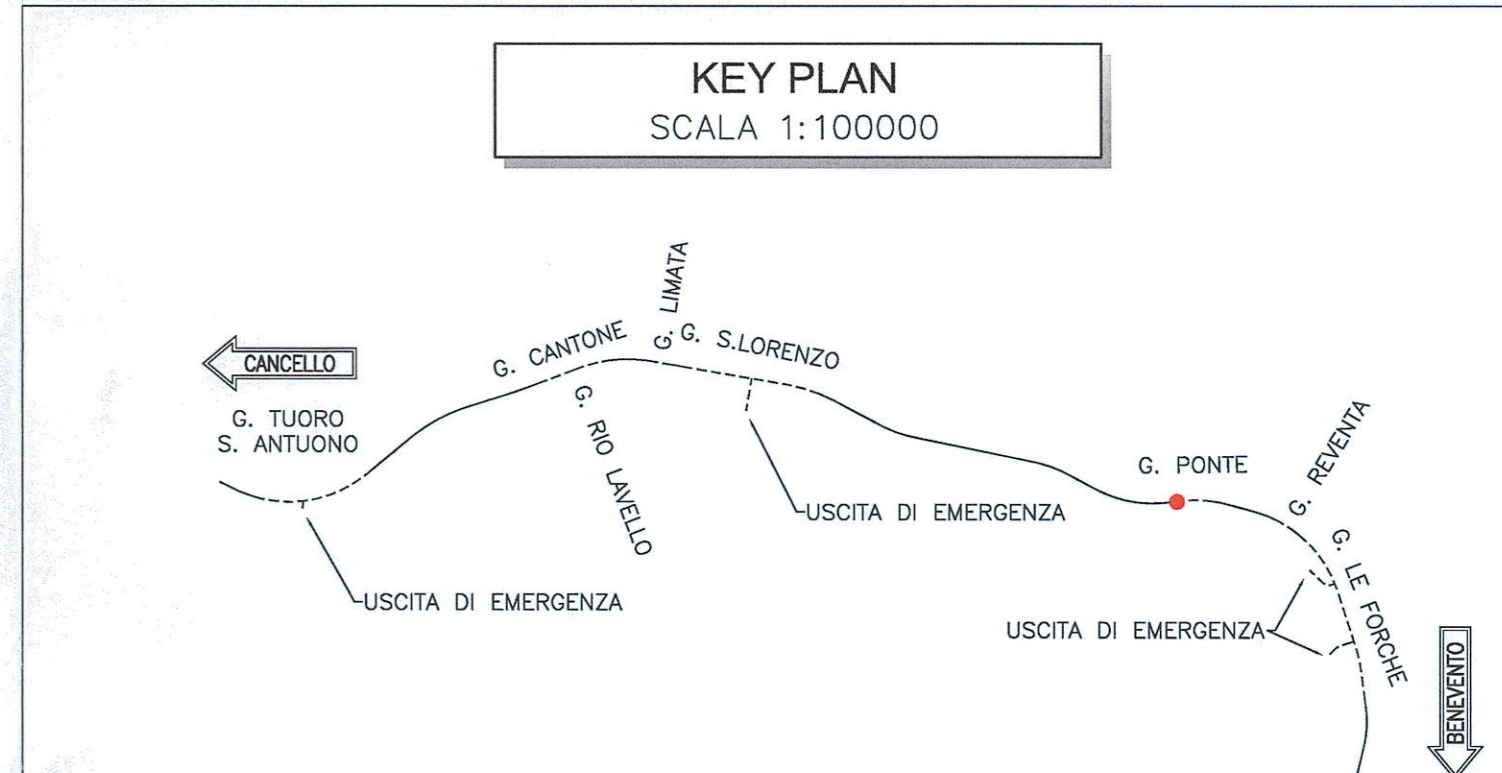 KEY PLAN
SCALA 1:100000
CANCELLO
G. TUORO
S. ANTUONO
G. CANTONE
G. RIO LAVELLO
G. LIMATA
G. S.LORENZO
USCITA DI EMERGENZA
USCITA DI EMERGENZA
G. PONTE
G. REVENTA
G. LE FORCHE
USCITA DI EMERGENZA
BENEVENTO